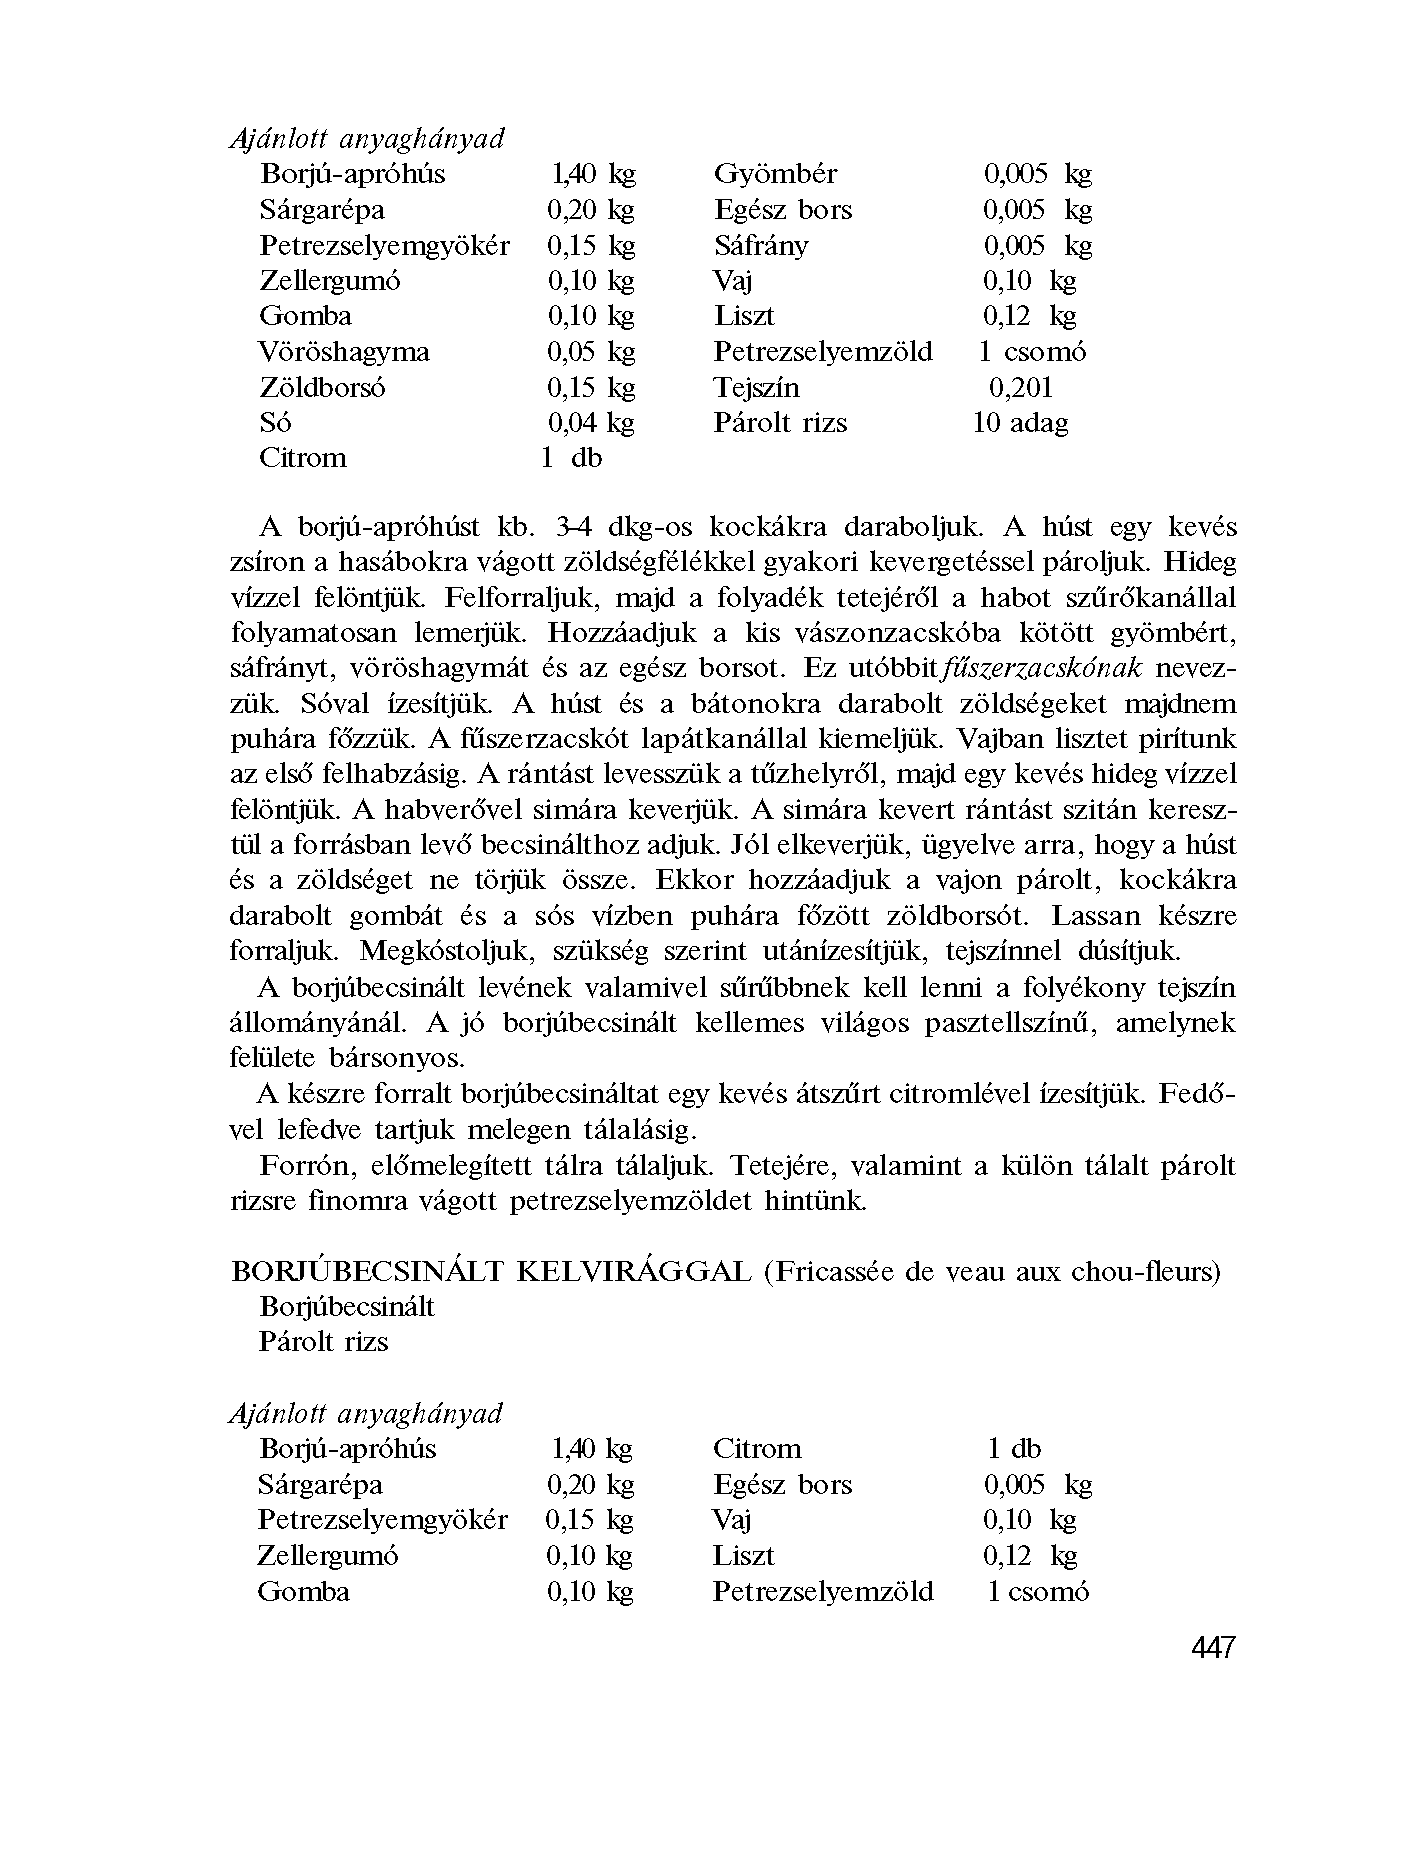 Ajánlott anyaghányad
Borjú-apróhús 1,40 kg Gyömbér 0,005 kg
Sárgarépa 0,20 kg Egész bors 0,005 kg
Petrezselyemgyökér 0,15 kg Sáfrány 0,005 kg
Zellergumó 0,10 kg Vaj 0,10 kg
Gomba 0,10 kg Liszt 0,12 kg
Vöröshagyma 0,05 kg Petrezselyemzöld 1 csomó
Zöldborsó 0,15 kg Tejszín 0,201
Só 0,04 kg Párolt rizs 10 adag
Citrom 1 db
A borjú-apróhúst kb. 3-4 dkg-os kockákra daraboljuk. A húst egy kevés
zsíron a hasábokra vágott zöldségfélékkel gyakori kevergetéssel pároljuk. Hideg
vízzel felöntjük. Felforraljuk, majd a folyadék tetejéről a habot szűrőkanállal
folyamatosan lemerjük. Hozzáadjuk a kis vászonzacskóba kötött gyömbért,
sáfrányt, vöröshagymát és az egész borsot. Ez utóbbit fűszerzacskónak nevez-
zük. Sóval ízesítjük. A húst és a bátonokra darabolt zöldségeket majdnem
puhára főzzük. A fűszerzacskót lapátkanállal kiemeljük. Vajban lisztet pirítunk
az első felhabzásig. A rántást levesszük a tűzhelyről, majd egy kevés hideg vízzel
felöntjük. A habverővel simára keverjük. A simára kevert rántást szitán keresz-
tül a forrásban levő becsinálthoz adjuk. Jól elkeverjük, ügyelve arra, hogy a húst
és a zöldséget ne törjük össze. Ekkor hozzáadjuk a vajon párolt, kockákra
darabolt gombát és a sós vízben puhára főzött zöldborsót. Lassan készre
forraljuk. Megkóstoljuk, szükség szerint utánízesítjük, tejszínnel dúsítjuk.
A borjúbecsinált levének valamivel sűrűbbnek kell lenni a folyékony tejszín
állományánál. A jó borjúbecsinált kellemes világos pasztellszínű, amelynek
felülete bársonyos.
A készre forralt borjúbecsináltat egy kevés átszűrt citromlével ízesítjük. Fedő-
vel lefedve tartjuk melegen tálalásig.
Forrón, előmelegített tálra tálaljuk. Tetejére, valamint a külön tálalt párolt
rizsre finomra vágott petrezselyemzöldet hintünk.
BORJÚBECSINÁLT KELVIRÁGGAL (Fricassée de veau aux chou-fleurs)
Borjúbecsinált
Párolt rizs
Ajánlott anyaghányad
Borjú-apróhús 1,40 kg Citrom 1 db
Sárgarépa 0,20 kg Egész bors 0,005 kg
Petrezselyemgyökér 0,15 kg Vaj 0,10 kg
Zellergumó 0,10 kg Liszt 0,12 kg
Gomba 0,10 kg Petrezselyemzöld 1 csomó
447